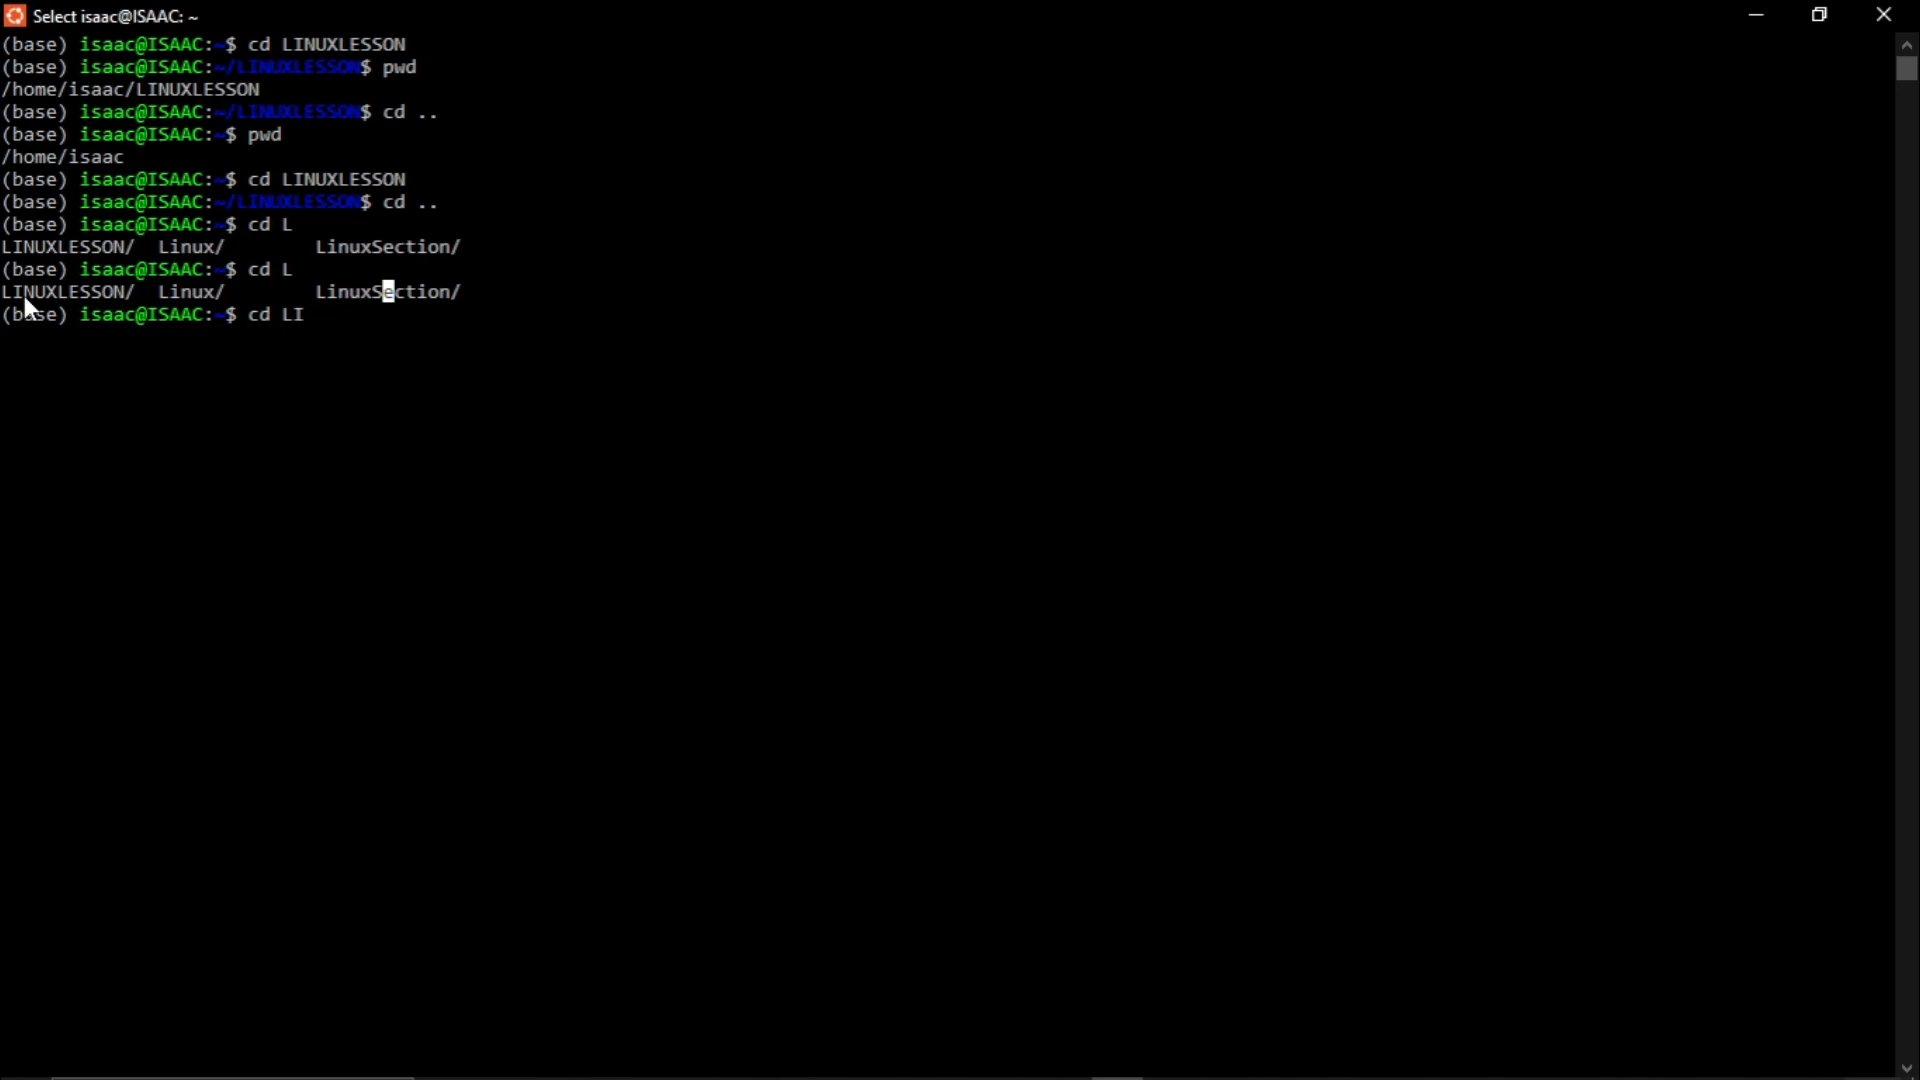 Select isaac@ISAAC: ~
(base) isaac@ISAAC:~$ cd LINUXLESSON
(base) isaac@ISAAC:~/LINUXLESSON$ pwd
/home/isaac/LINUXLESSON
(base) isaac@ISAAC:~/LINUXLESSON$ cd ..
(base) isaac@ISAAC:~$ pwd
/home/isaac
(base) isaac@ISAAC:~$ cd LINUXLESSON
(base) isaac@ISAAC:~/LINUXLESSON$ cd ..
(base) isaac@ISAAC:~$ cd L
LINUXLESSON/  Linux/        LinuxSection/
(base) isaac@ISAAC:~$ cd L
LINUXLESSON/  Linux/        LinuxSection/
(base) isaac@ISAAC:~$ cd LI